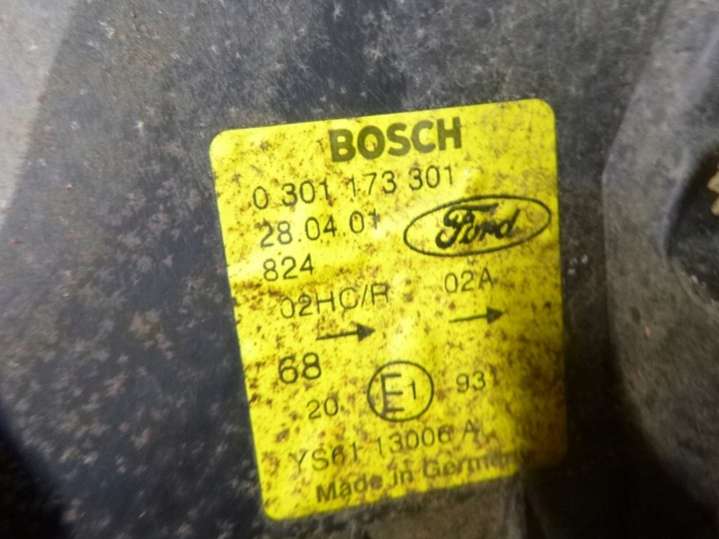 BOSCH
0 301 173 301
28.04.01
Ford
824
02HC/R 02A
68
20 E1 931
YS61 13006 A
Made in Germany